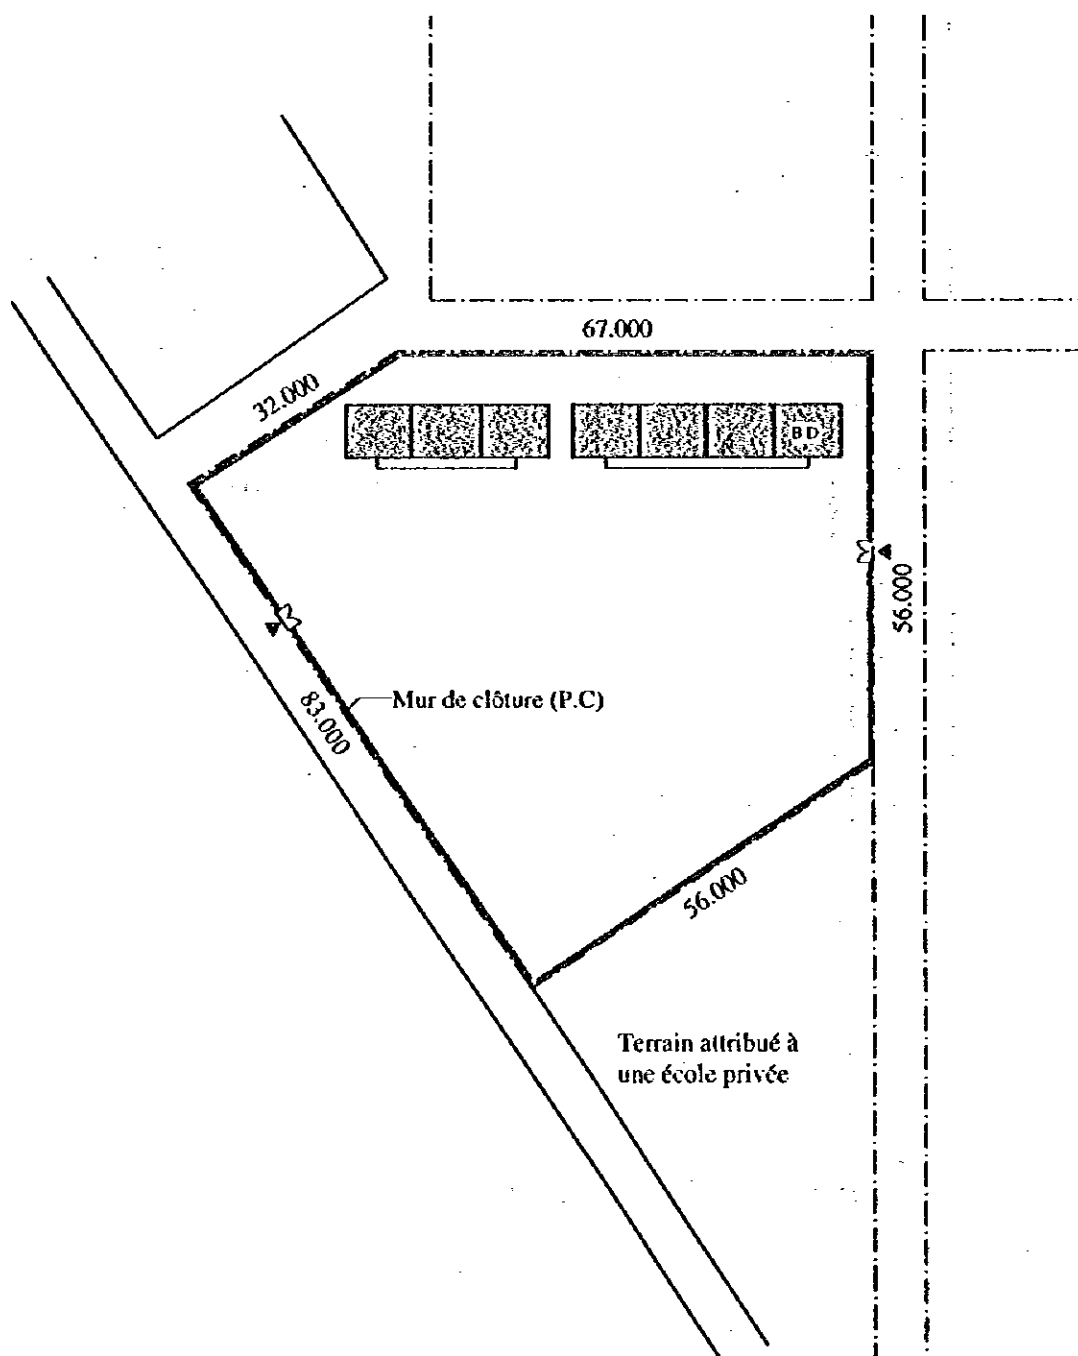 67.000
32.000
BD
56.000
Mur de clôture (P.C)
83.000
56.000
Terrain attribué à
une école privée